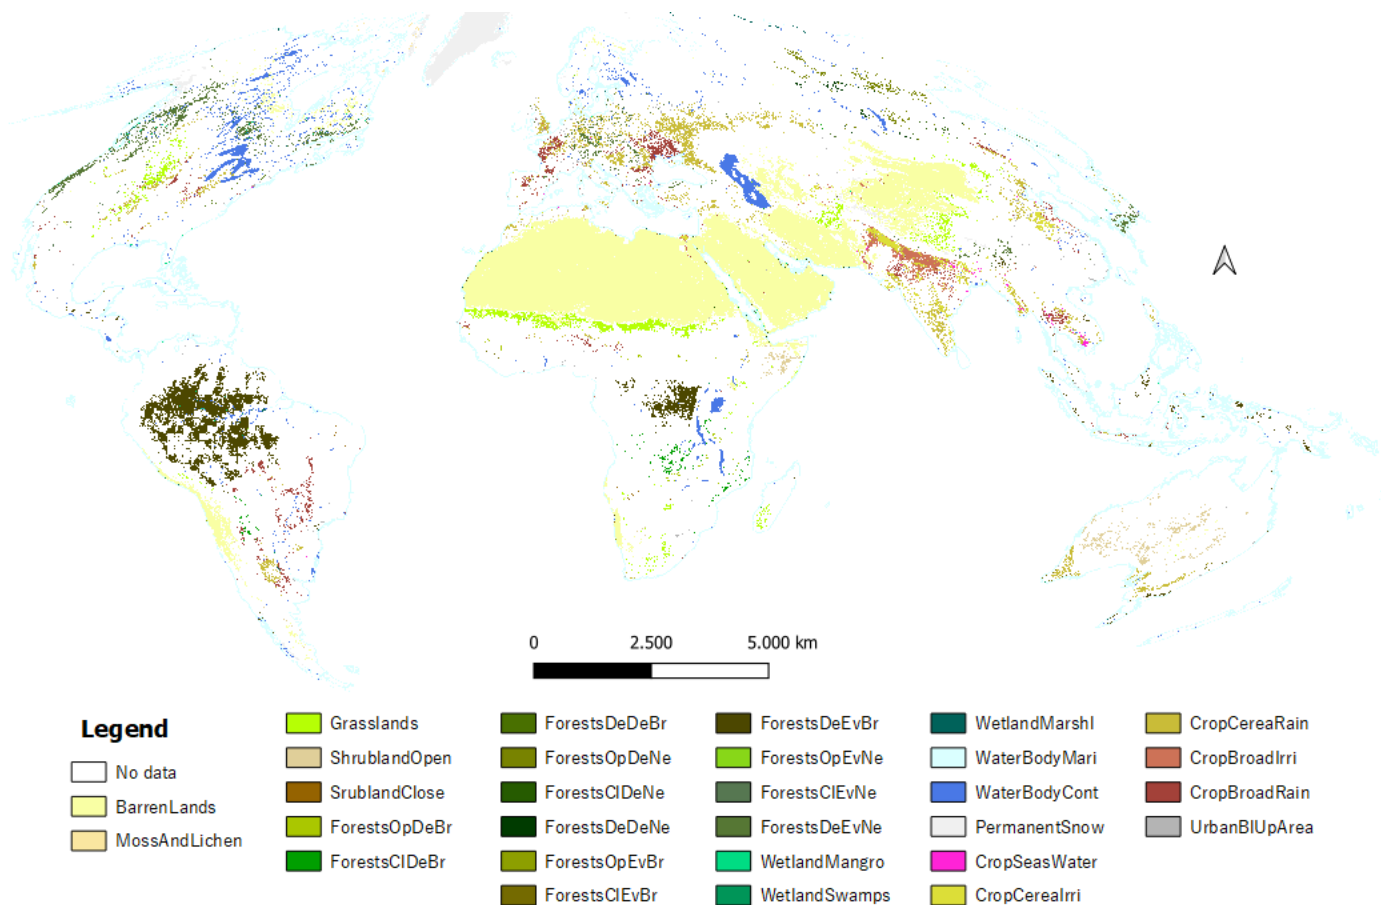 0 2.500 5.000 km
Legend
No data
BarrenLands
MossAndLichen
Grasslands
ShrublandOpen
SrublandClose
ForestsOpDeBr
ForestsClDeBr
ForestsDeDeBr
ForestsOpDeNe
ForestsClDeNe
ForestsDeDeNe
ForestsOpEvBr
ForestsClEvBr
ForestsDeEvBr
ForestsOpEvNe
ForestsClEvNe
ForestsDeEvNe
WetlandMangro
WetlandSwamps
WetlandMarshl
WaterBodyMari
WaterBodyCont
PermanentSnow
CropSeasWater
CropCereaIrri
CropCereaRain
CropBroadIrri
CropBroadRain
UrbanBlUpArea